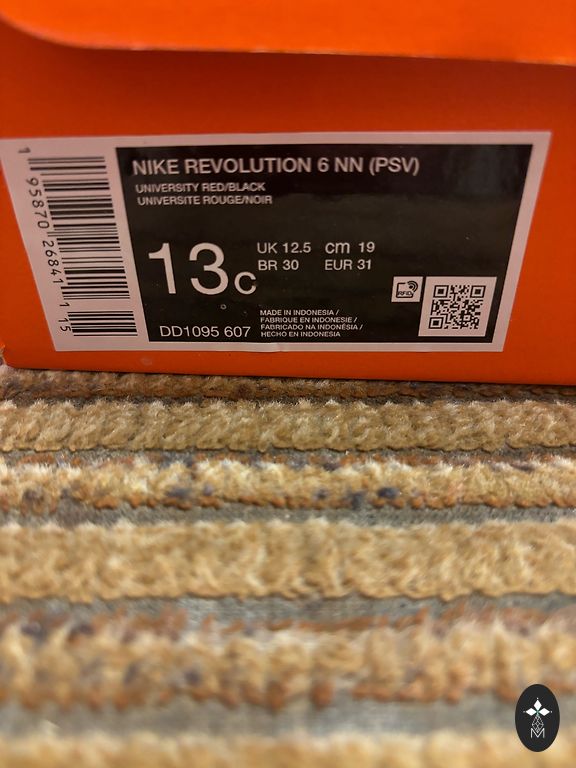 NIKE REVOLUTION 6 NN (PSV)
UNIVERSITY RED/BLACK
UNIVERSITE ROUGE/NOIR
13C
UK 12.5 cm 19
BR 30 EUR 31
RFID
DD1095 607
MADE IN INDONESIA /
FABRIQUE EN INDONESIE /
FABRICADO NA INDONÉSIA /
HECHO EN INDONESIA
1 95870 26841 1 15
M